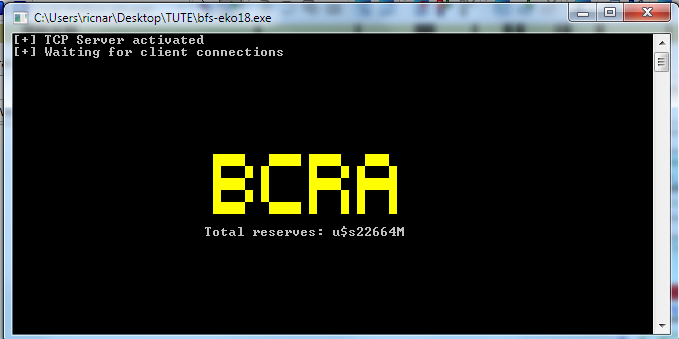 C:\Users\ricnar\Desktop\TUTE\bfs-eko18.exe
[+] TCP Server activated
[+] Waiting for client connections
BCRA
Total reserves: u$s22664M